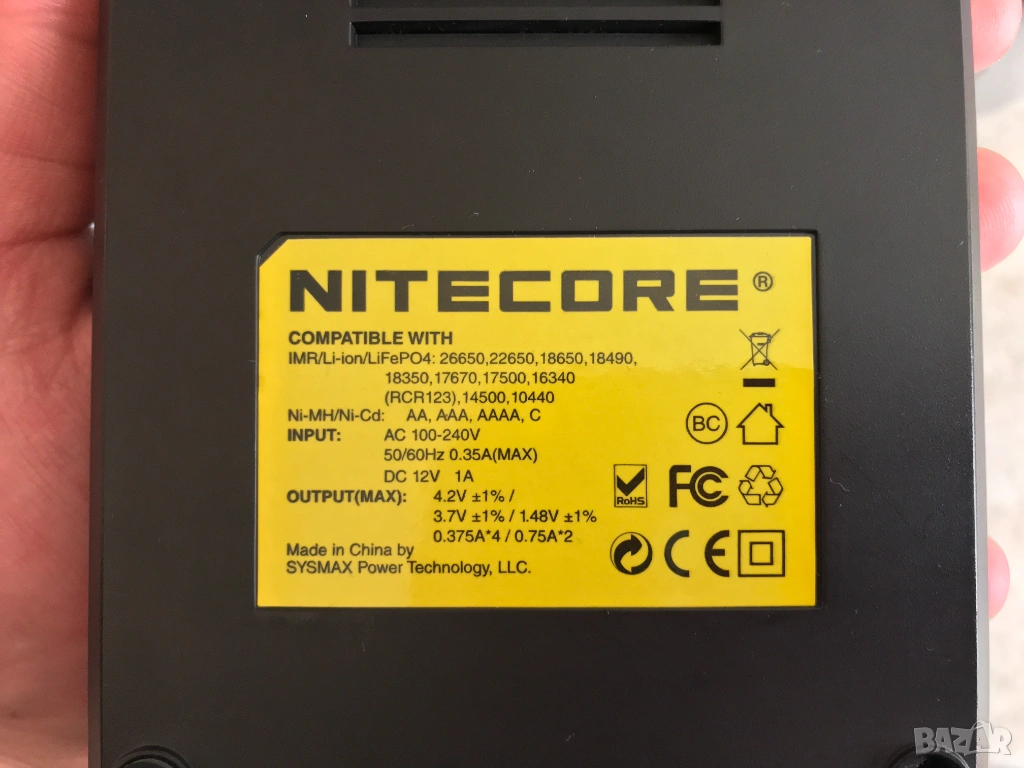 NITECORE ®
COMPATIBLE WITH
IMR/Li-ion/LiFePO4: 26650,22650,18650,18490,
18350,17670,17500,16340
(RCR123),14500,10440
Ni-MH/Ni-Cd: AA, AAA, AAAA, C
INPUT: AC 100-240V
50/60Hz 0.35A(MAX)
DC 12V 1A
OUTPUT(MAX): 4.2V ±1% /
3.7V ±1% / 1.48V ±1%
0.375A*4 / 0.75A*2
Made in China by
SYSMAX Power Technology, LLC.
BC
RoHS FC
CE
BAZAR